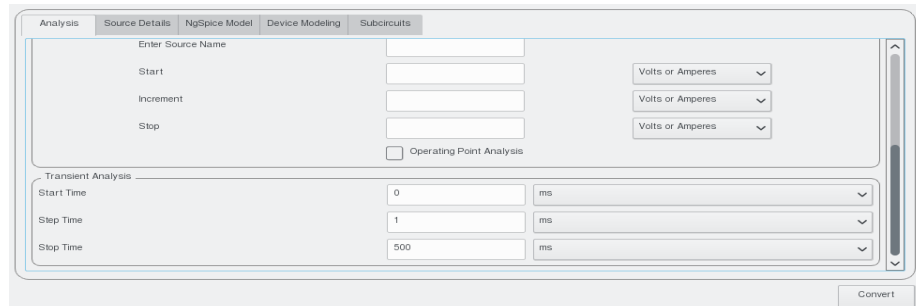 Analysis Source Details NgSpice Model Device Modeling Subcircuits
Enter Source Name
Start Volts or Amperes
Increment Volts or Amperes
Stop Volts or Amperes
Operating Point Analysis
Transient Analysis
Start Time 0 ms
Step Time 1 ms
Stop Time 500 ms
Convert